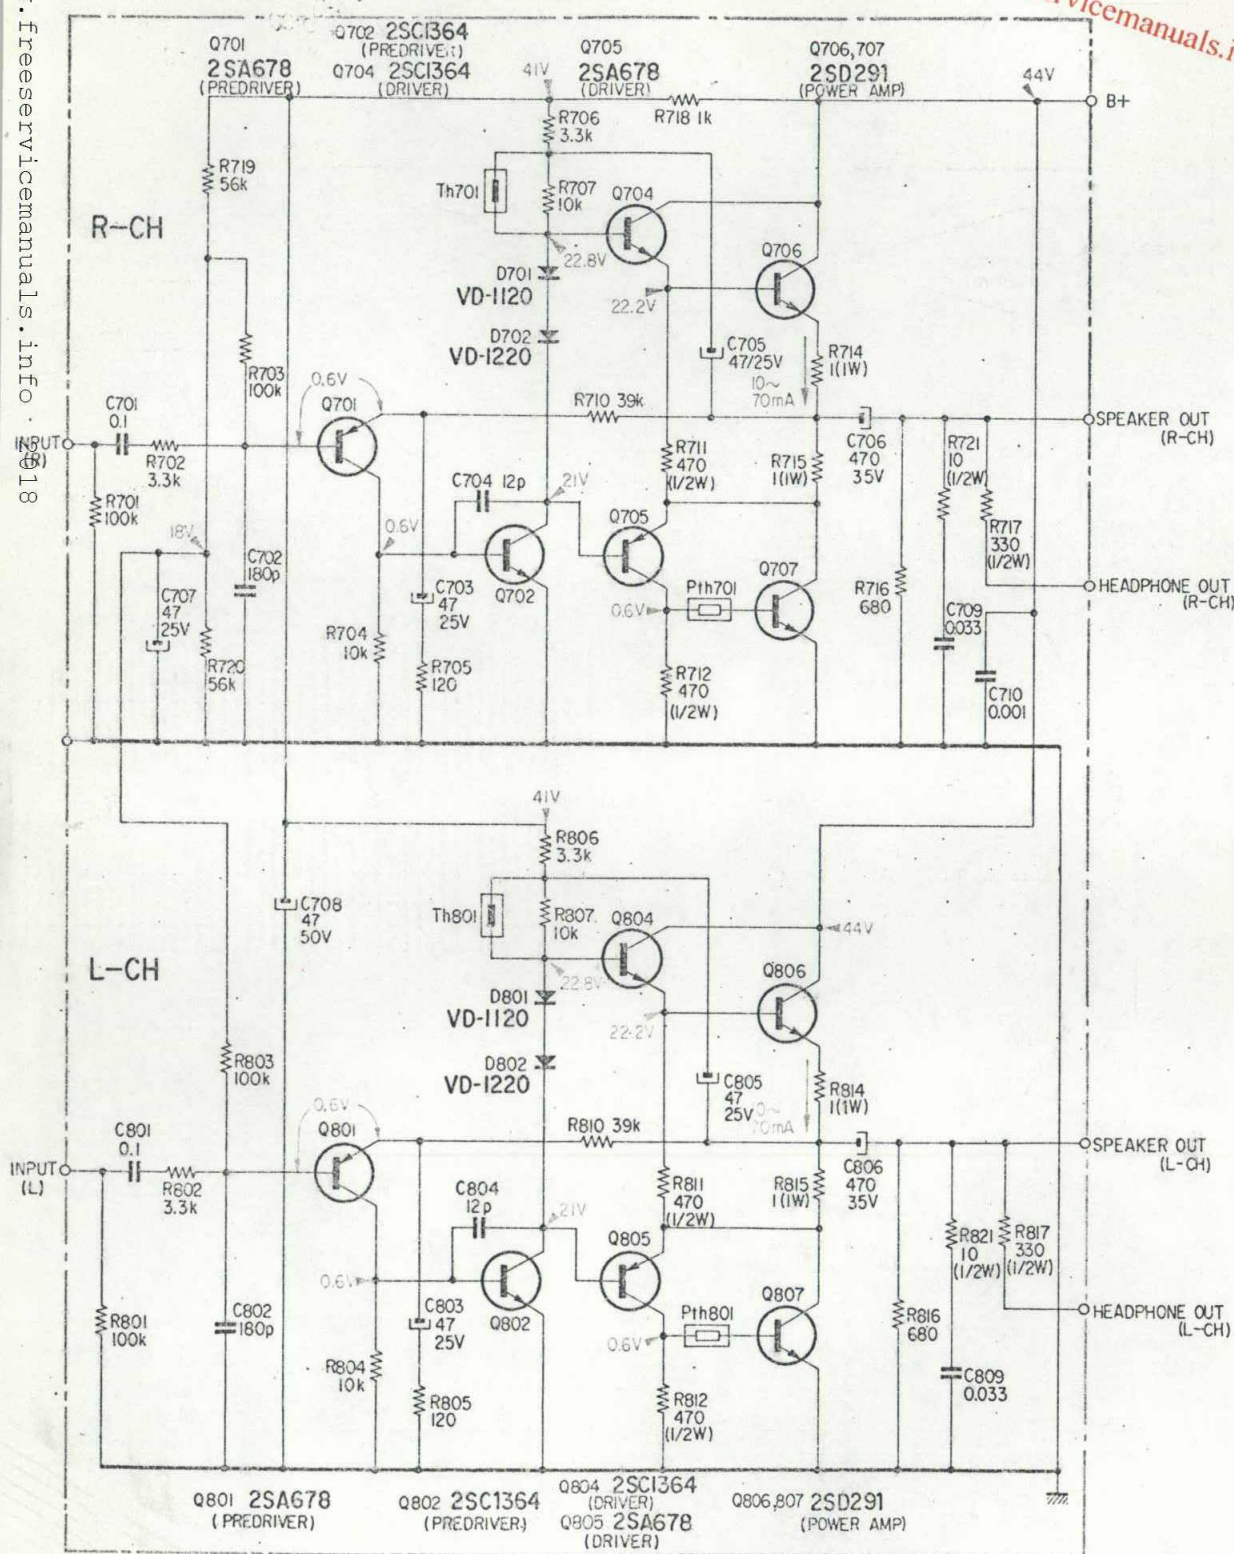 .freeservicemanuals.info · 2018
rvicemanuals.i
Q701
2SA678
(PREDRIVER)
Q702 2SC1364
(PREDRIVER)
Q704 2SC1364
(DRIVER)
41V
Q705
2SA678
(DRIVER)
R718 1k
Q706,707
2SD291
(POWER AMP)
44V
B+
R706
3.3k
R719
56k
Th701
R707
10k
Q704
R-CH
22.8V
Q706
D701
VD-1120
22.2V
D702
VD-1220
C705
47/25V
R714
1(1W)
10~
70mA
R703
100k
0.6V
R710 39k
C701
0.1
Q701
INPUT
(R)
SPEAKER OUT
(R-CH)
R702
3.3k
C706
470
35V
R711
470
(1/2W)
R715
1(1W)
R721
10
(1/2W)
C704 12p
21V
R701
100k
18V
0.6V
Q705
R717
330
(1/2W)
C702
180p
C707
47
25V
Q702
C703
47
25V
Pth701
Q707
0.6V
R716
680
HEADPHONE OUT
(R-CH)
C709
0.033
R704
10k
R720
56k
R705
120
R712
470
(1/2W)
C710
0.001
41V
R806
3.3k
C708
47
50V
Th801
R807
10k
Q804
44V
L-CH
22.8V
Q806
D801
VD-1120
22.2V
D802
VD-1220
R803
100k
C805
47
25V
R814
1(1W)
70mA
0.6V
R810 39k
C801
0.1
Q801
INPUT
(L)
SPEAKER OUT
(L-CH)
R802
3.3k
C806
470
35V
C804
12p
21V
R811
470
(1/2W)
R815
1(1W)
Q805
R821
10
(1/2W)
R817
330
(1/2W)
0.6V
Q802
C803
47
25V
R801
100k
C802
180p
Pth801
Q807
0.6V
R816
680
HEADPHONE OUT
(L-CH)
R804
10k
R805
120
R812
470
(1/2W)
C809
0.033
Q801 2SA678
(PREDRIVER)
Q802 2SC1364
(PREDRIVER)
Q804 2SC1364
(DRIVER)
Q805 2SA678
(DRIVER)
Q806,807 2SD291
(POWER AMP)